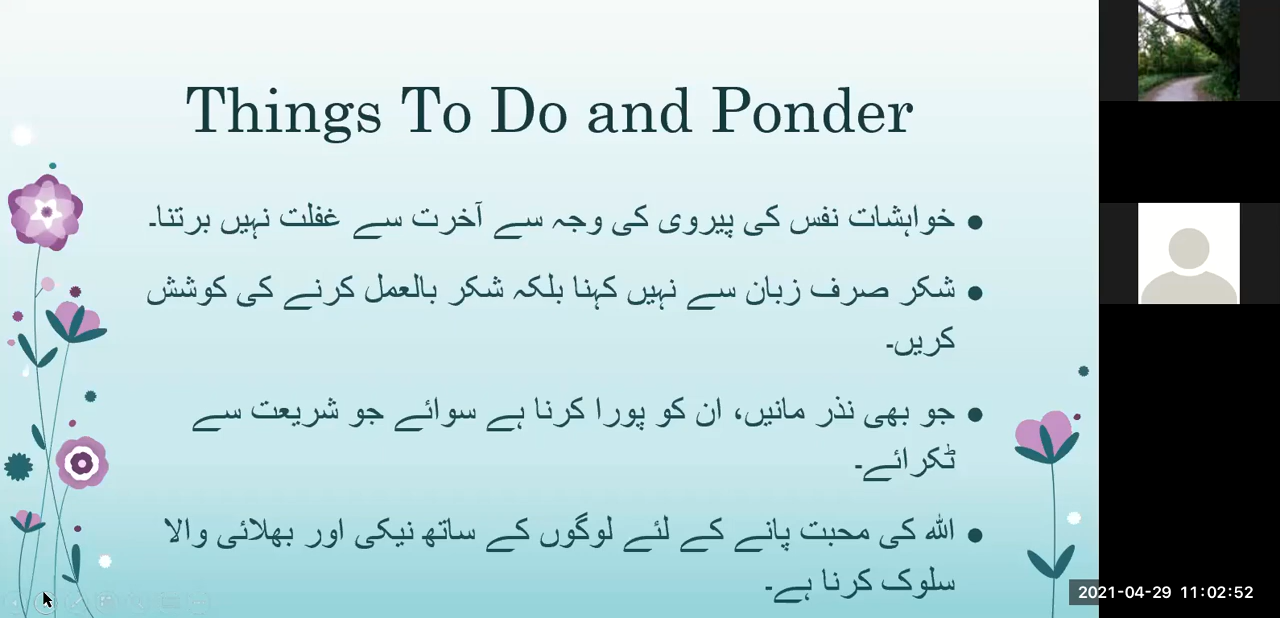 Things To Do and Ponder
• خواہشات نفس کی پیروی کی وجہ سے آخرت سے غفلت نہیں برتنا۔
• شکر صرف زبان سے نہیں کہنا بلکہ شکر بالعمل کرنے کی کوشش
کریں۔
• جو بھی نذر مانیں، ان کو پورا کرنا ہے سوائے جو شریعت سے
ٹکرائے۔
• اللہ کی محبت پانے کے لئے لوگوں کے ساتھ نیکی اور بھلائی والا
سلوک کرنا ہے۔
2021-04-29 11:02:52